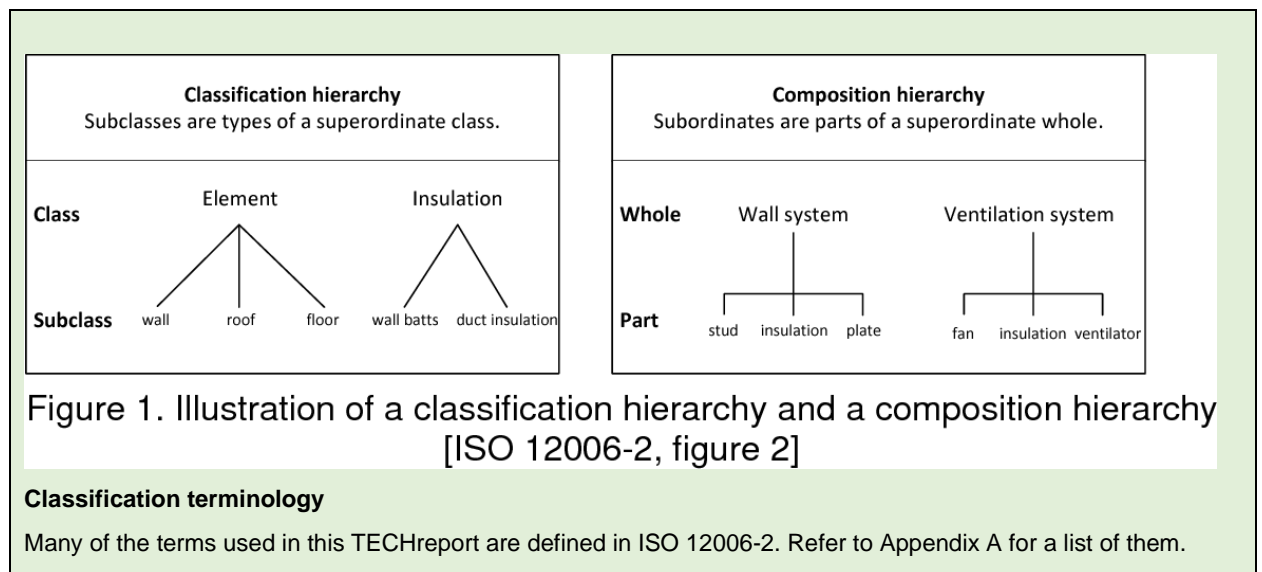 Classification hierarchy
Subclasses are types of a superordinate class.
Class
Element
Insulation
Subclass
wall
roof
floor
wall batts
duct insulation
Composition hierarchy
Subordinates are parts of a superordinate whole.
Whole
Wall system
Ventilation system
Part
stud
insulation
plate
fan
insulation
ventilator
Figure 1. Illustration of a classification hierarchy and a composition hierarchy
[ISO 12006-2, figure 2]
Classification terminology
Many of the terms used in this TECHreport are defined in ISO 12006-2. Refer to Appendix A for a list of them.